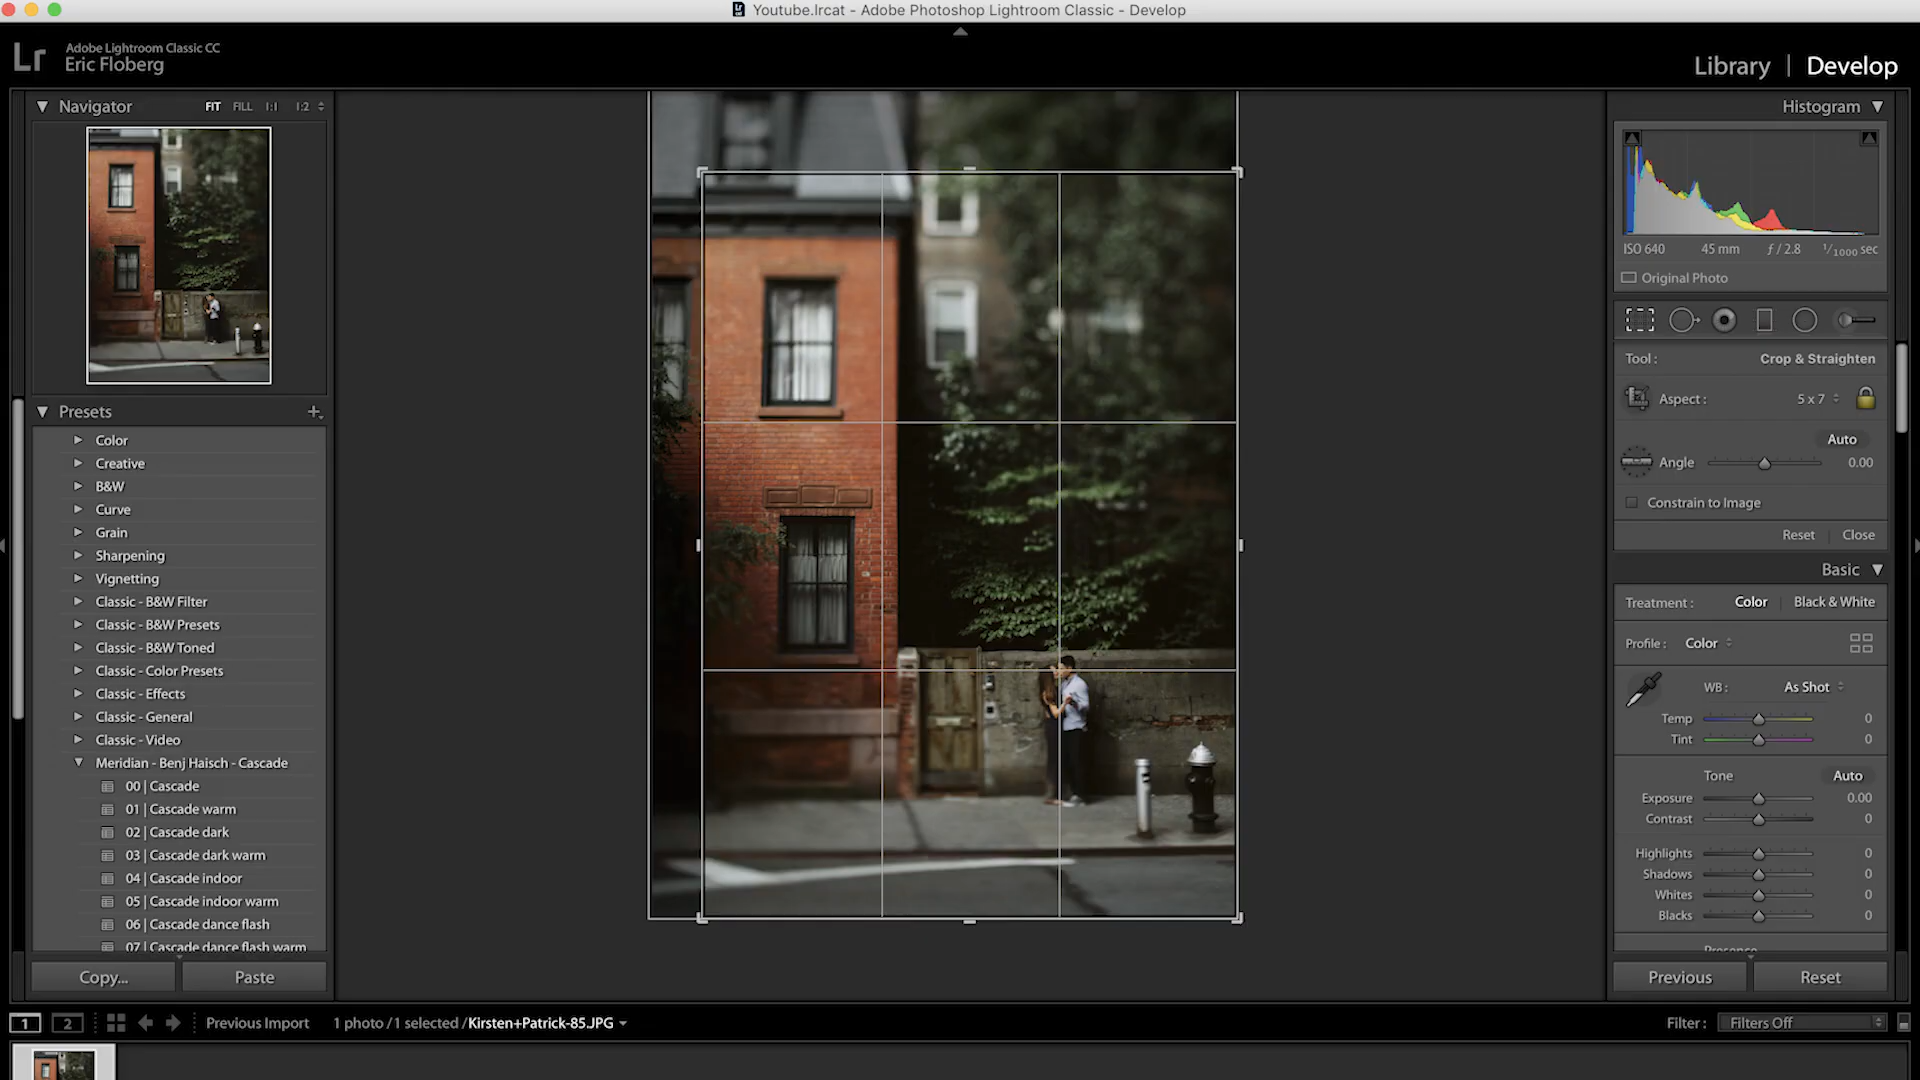 Youtube.lrcat - Adobe Photoshop Lightroom Classic - Develop
Lr
Adobe Lightroom Classic CC
Eric Floberg
Library | Develop
Navigator FIT FILL 1:1 1:2
Presets +
Color
Creative
B&W
Curve
Grain
Sharpening
Vignetting
Classic - B&W Filter
Classic - B&W Presets
Classic - B&W Toned
Classic - Color Presets
Classic - Effects
Classic - General
Classic - Video
Meridian - Benj Haisch - Cascade
00 | Cascade
01 | Cascade warm
02 | Cascade dark
03 | Cascade dark warm
04 | Cascade indoor
05 | Cascade indoor warm
06 | Cascade dance flash
07 | Cascade dance flash warm
Copy... Paste
Histogram
ISO 640 45 mm ƒ / 2.8 1/1000 sec
Original Photo
Tool : Crop & Straighten
Aspect : 5 x 7
Auto
Angle 0.00
Constrain to Image
Reset Close
Basic
Treatment : Color | Black & White
Profile : Color
WB : As Shot
Temp 0
Tint 0
Tone Auto
Exposure 0.00
Contrast 0
Highlights 0
Shadows 0
Whites 0
Blacks 0
Presence
Previous Reset
1 2 Previous Import 1 photo / 1 selected / Kirsten+Patrick-85.JPG Filter : Filters Off